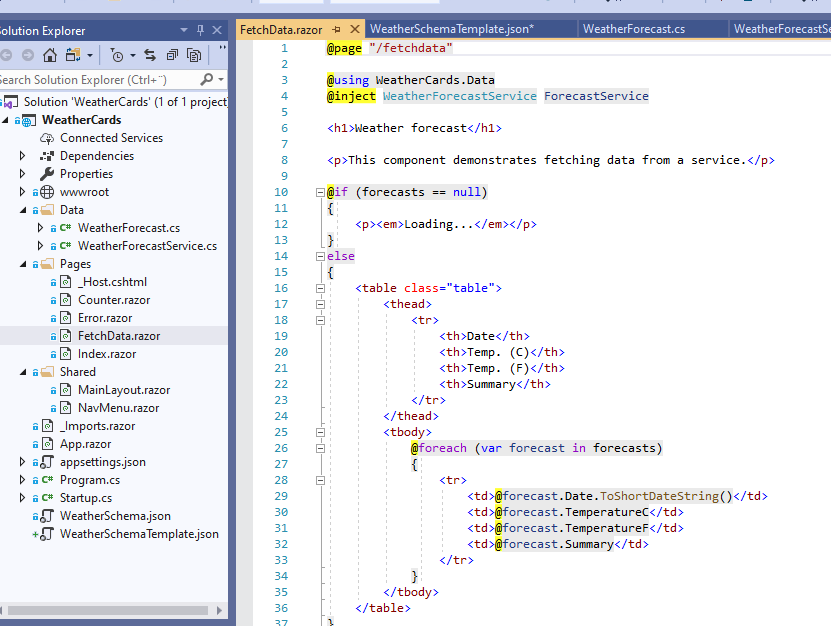 Solution Explorer
Search Solution Explorer (Ctrl+¨)
Solution 'WeatherCards' (1 of 1 project
WeatherCards
Connected Services
Dependencies
Properties
wwwroot
Data
C# WeatherForecast.cs
C# WeatherForecastService.cs
Pages
_Host.cshtml
Counter.razor
Error.razor
FetchData.razor
Index.razor
Shared
MainLayout.razor
NavMenu.razor
_Imports.razor
App.razor
appsettings.json
C# Program.cs
C# Startup.cs
WeatherSchema.json
WeatherSchemaTemplate.json
FetchData.razor WeatherSchemaTemplate.json* WeatherForecast.cs WeatherForecastSe
1 @page "/fetchdata"
2
3 @using WeatherCards.Data
4 @inject WeatherForecastService ForecastService
5
6 <h1>Weather forecast</h1>
7
8 <p>This component demonstrates fetching data from a service.</p>
9
10 @if (forecasts == null)
11 {
12 <p><em>Loading...</em></p>
13 }
14 else
15 {
16 <table class="table">
17 <thead>
18 <tr>
19 <th>Date</th>
20 <th>Temp. (C)</th>
21 <th>Temp. (F)</th>
22 <th>Summary</th>
23 </tr>
24 </thead>
25 <tbody>
26 @foreach (var forecast in forecasts)
27 {
28 <tr>
29 <td>@forecast.Date.ToShortDateString()</td>
30 <td>@forecast.TemperatureC</td>
31 <td>@forecast.TemperatureF</td>
32 <td>@forecast.Summary</td>
33 </tr>
34 }
35 </tbody>
36 </table>
37 }